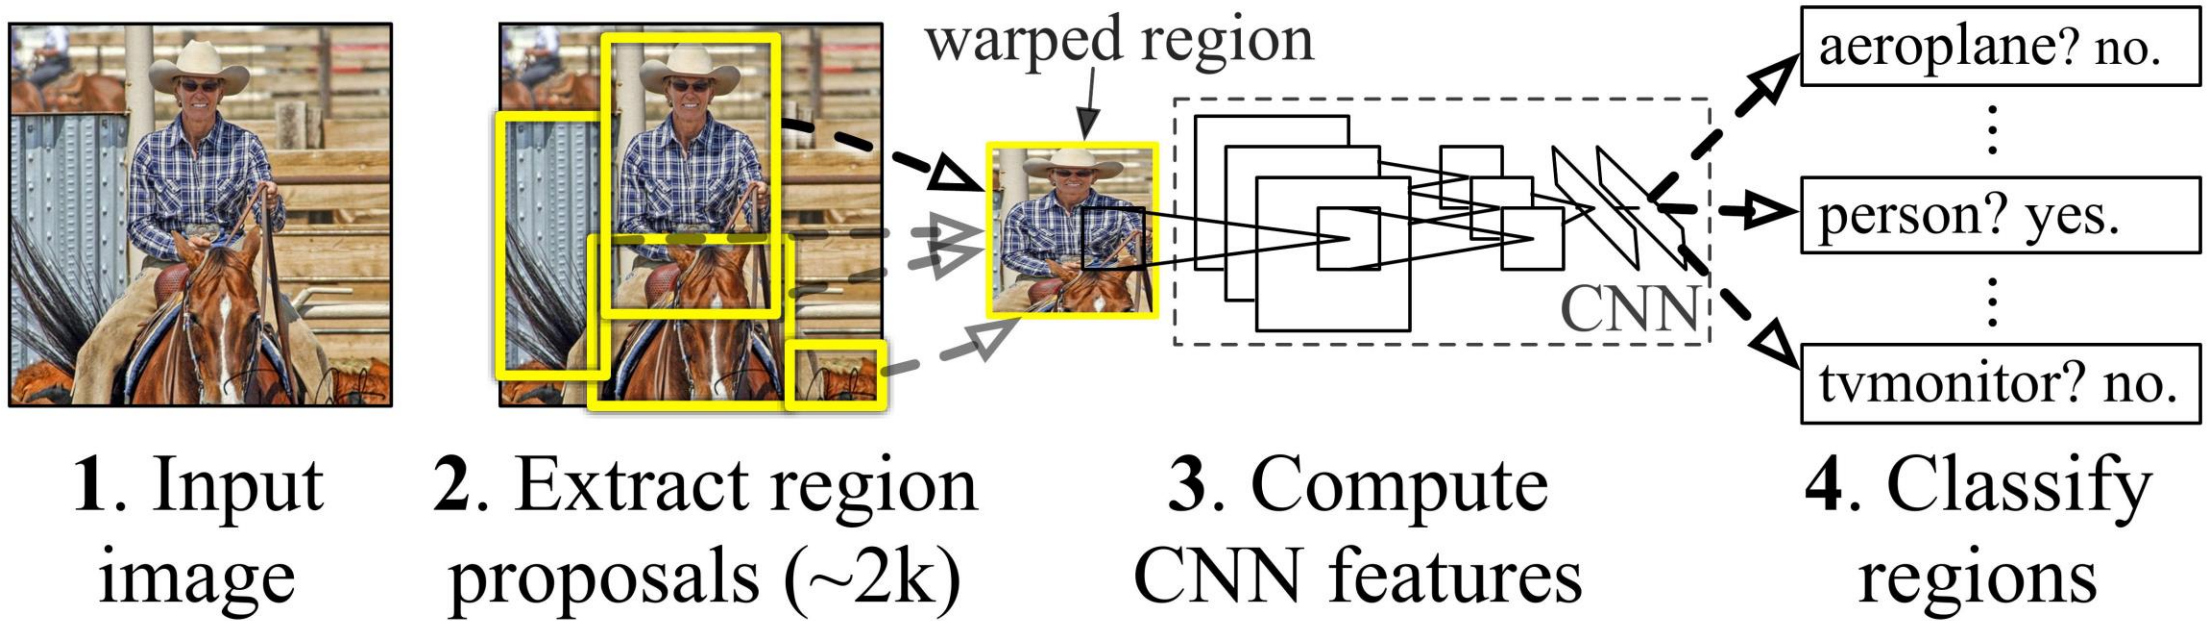 warped region
aeroplane? no.
person? yes.
CNN
tvmonitor? no.
1. Input
image
2. Extract region
proposals (~2k)
3. Compute
CNN features
4. Classify
regions